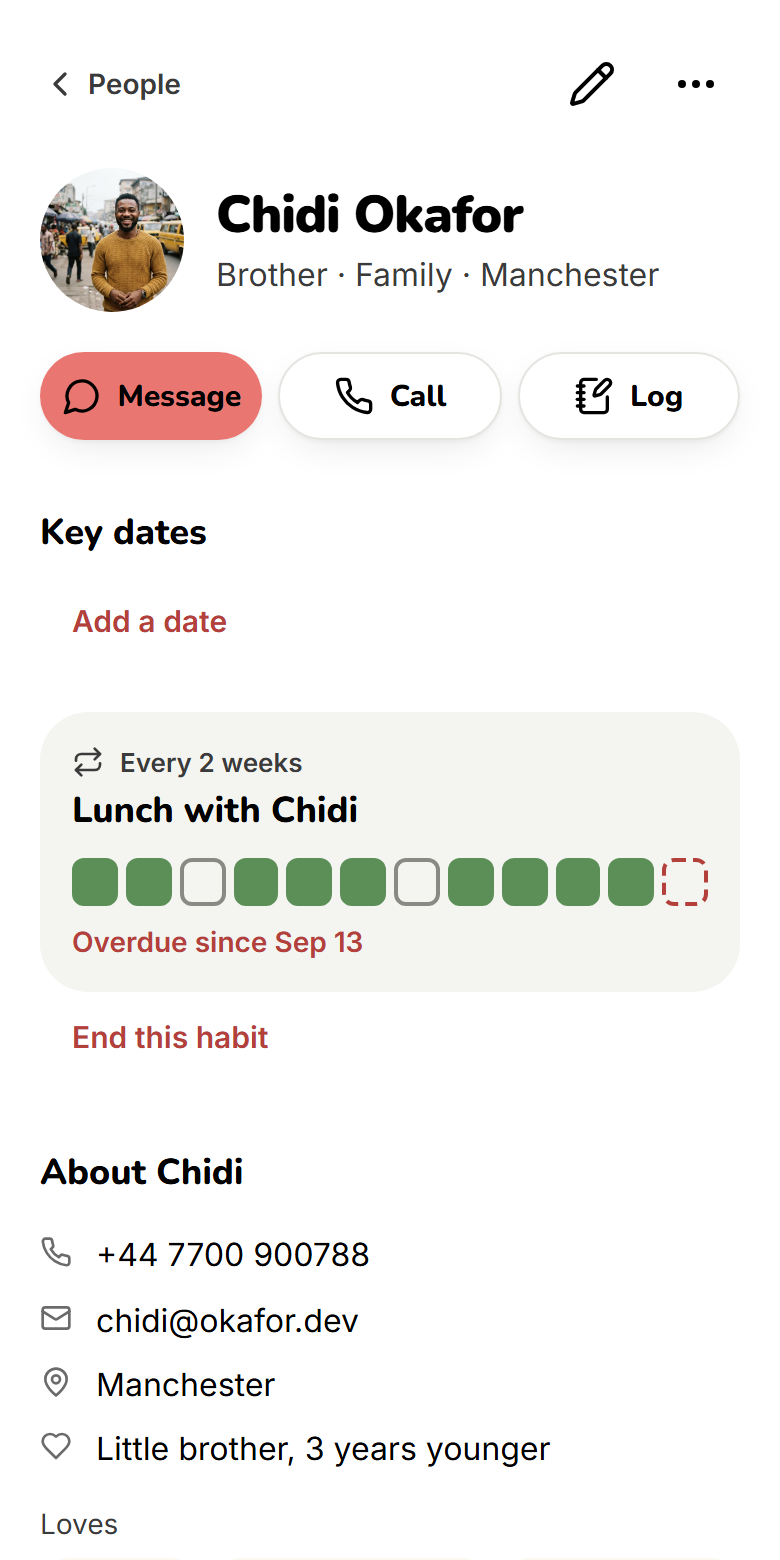 People
Chidi Okafor
Brother · Family · Manchester
Message
Call
Log
Key dates
Add a date
Every 2 weeks
Lunch with Chidi
Overdue since Sep 13
End this habit
About Chidi
+44 7700 900788
chidi@okafor.dev
Manchester
Little brother, 3 years younger
Loves